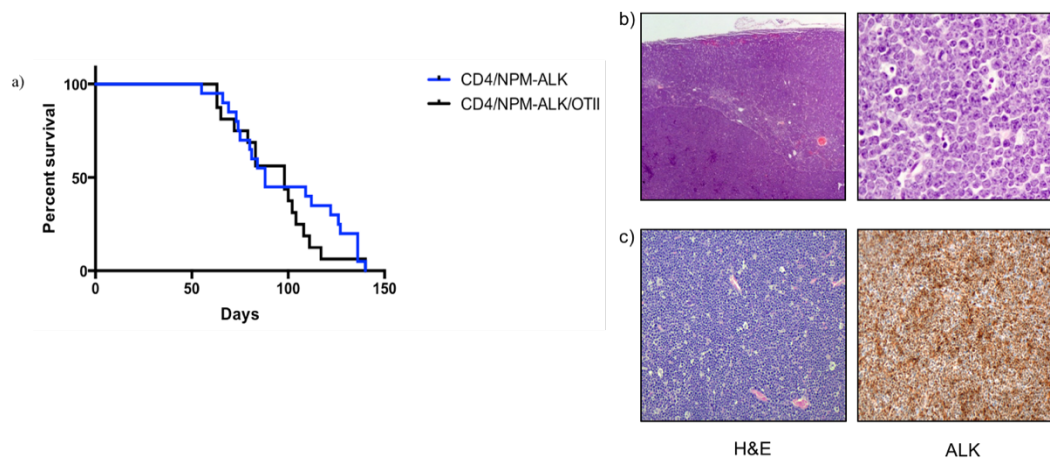 a)
Percent survival
100
50
0
0 50 100 150
Days
CD4/NPM-ALK
CD4/NPM-ALK/OTII
b)
c)
H&E ALK